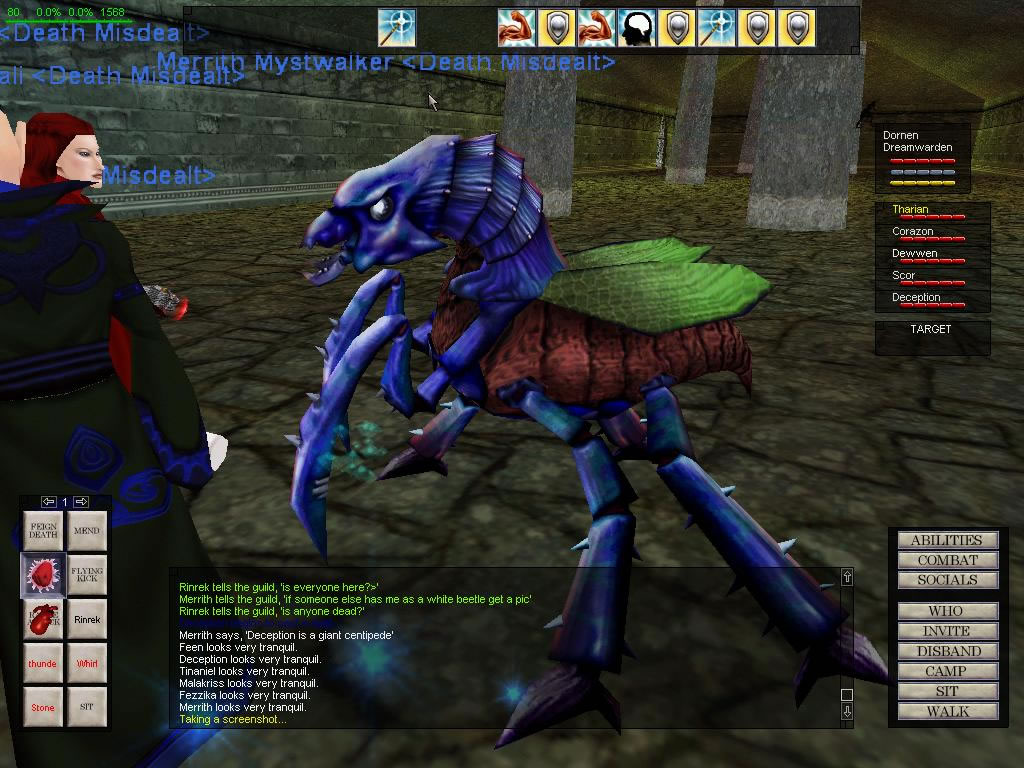 80 0.0% 0.0% 1568
<Death Misdealt>
Merrith Mystwalker <Death Misdealt>
ali <Death Misdealt>
Misdealt>
Dornen
Dreamwarden
Tharian
Corazon
Dewwen
Scor
Deception
TARGET
1
FEIGN DEATH
MEND
FLYING KICK
Rinrek
thunde
Whirl
Stone
SIT
Rinrek tells the guild, 'is everyone here?>'
Merrith tells the guild, 'if someone else has me as a white beetle get a pic'
Rinrek tells the guild, 'is anyone dead?'
Merrith says, 'Deception is a giant centipede'
Feen looks very tranquil.
Deception looks very tranquil.
Tinaniel looks very tranquil.
Malakriss looks very tranquil.
Fezzika looks very tranquil.
Merrith looks very tranquil.
Taking a screenshot...
ABILITIES
COMBAT
SOCIALS
WHO
INVITE
DISBAND
CAMP
SIT
WALK